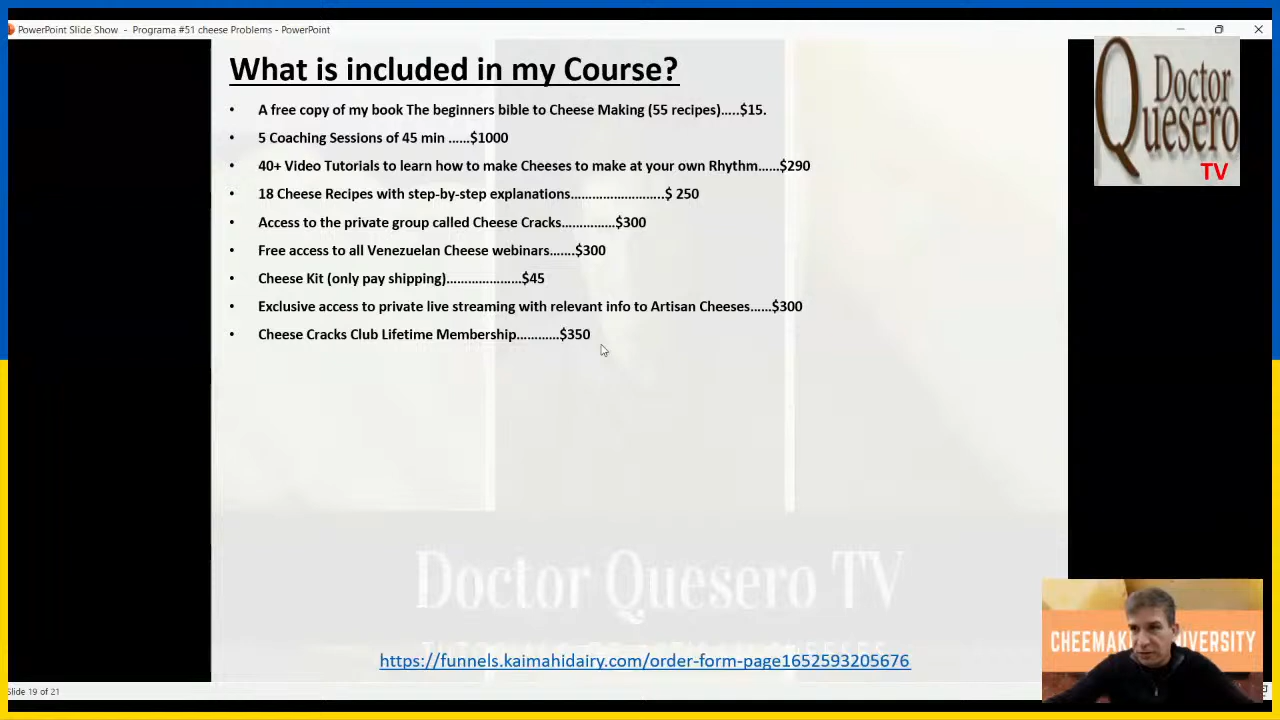 PowerPoint Slide Show - Programa #51 cheese Problems - PowerPoint
What is included in my Course?
• A free copy of my book The beginners bible to Cheese Making (55 recipes)…..$15.
• 5 Coaching Sessions of 45 min ……$1000
• 40+ Video Tutorials to learn how to make Cheeses to make at your own Rhythm……$290
• 18 Cheese Recipes with step-by-step explanations……………………..$ 250
• Access to the private group called Cheese Cracks……………$300
• Free access to all Venezuelan Cheese webinars…….$300
• Cheese Kit (only pay shipping)…………………$45
• Exclusive access to private live streaming with relevant info to Artisan Cheeses……$300
• Cheese Cracks Club Lifetime Membership…………$350
Doctor
Quesero
TV
Doctor Quesero TV
https://funnels.kaimahidairy.com/order-form-page1652593205676
Slide 19 of 21